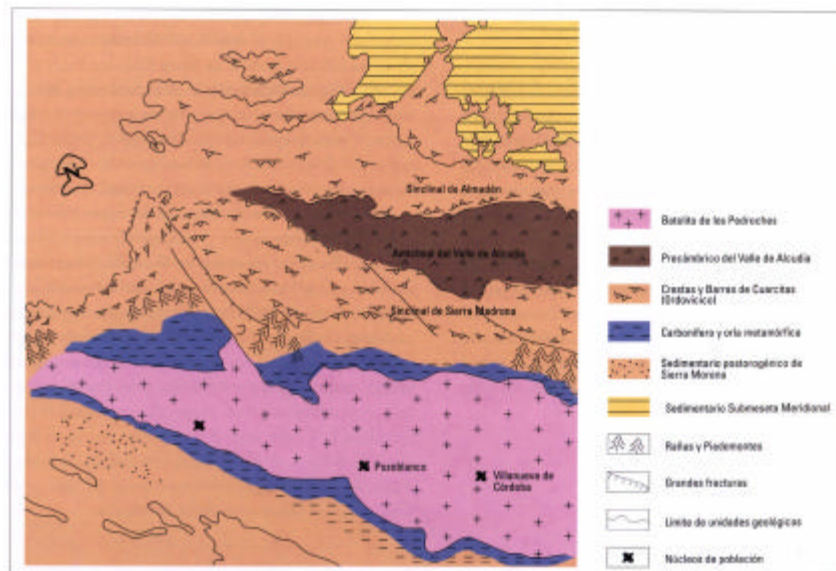 Sinclinal de Almadén
Anticlinal del Valle de Alcudia
Sinclinal de Sierra Madrona
Pozoblanco
Villanueva de
Córdoba
Batolito de los Pedroches
Precámbrico del Valle de Alcudia
Crestas y Barras de Cuarcitas
(Ordovícico)
Carbonífero y orla metamórfica
Sedimentario postorogénico de
Sierra Morena
Sedimentario Submeseta Meridional
Rañas y Piedemontes
Grandes fracturas
Límite de unidades geológicas
Núcleos de población